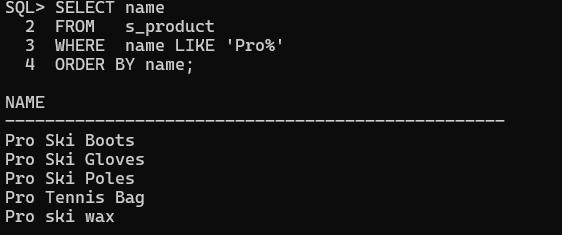 SQL> SELECT name
  2  FROM   s_product
  3  WHERE  name LIKE 'Pro%'
  4  ORDER BY name;

NAME
--------------------------------------------------
Pro Ski Boots
Pro Ski Gloves
Pro Ski Poles
Pro Tennis Bag
Pro ski wax